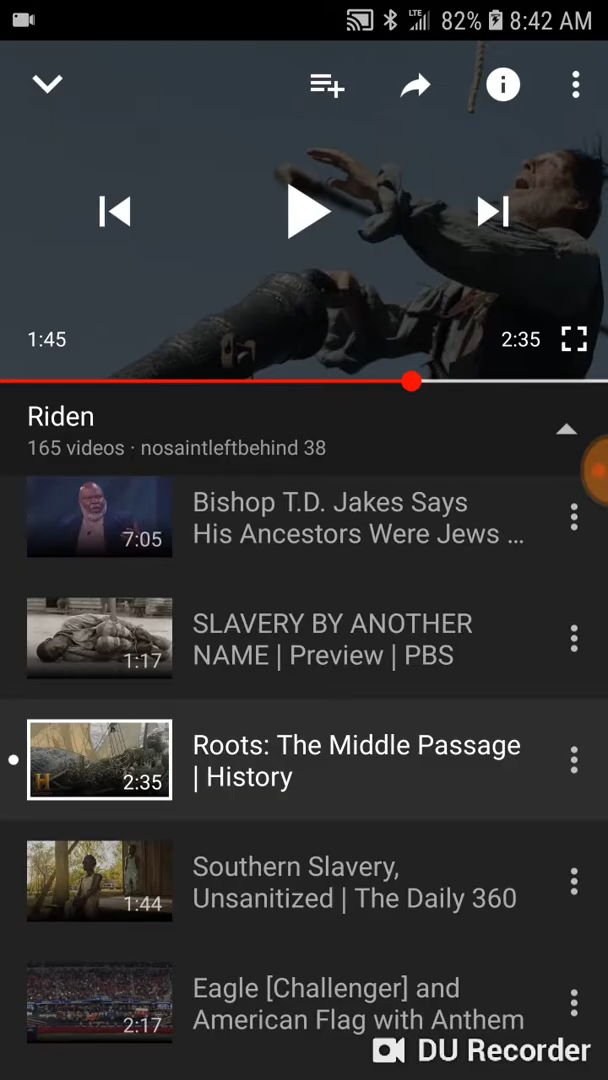 LTE 82% 8:42 AM
1:45
2:35
Riden
165 videos · nosaintleftbehind 38
Bishop T.D. Jakes Says
His Ancestors Were Jews ...
7:05
SLAVERY BY ANOTHER
NAME | Preview | PBS
1:17
Roots: The Middle Passage
| History
H
2:35
Southern Slavery,
Unsanitized | The Daily 360
1:44
Eagle [Challenger] and
American Flag with Anthem
2:17
DU Recorder